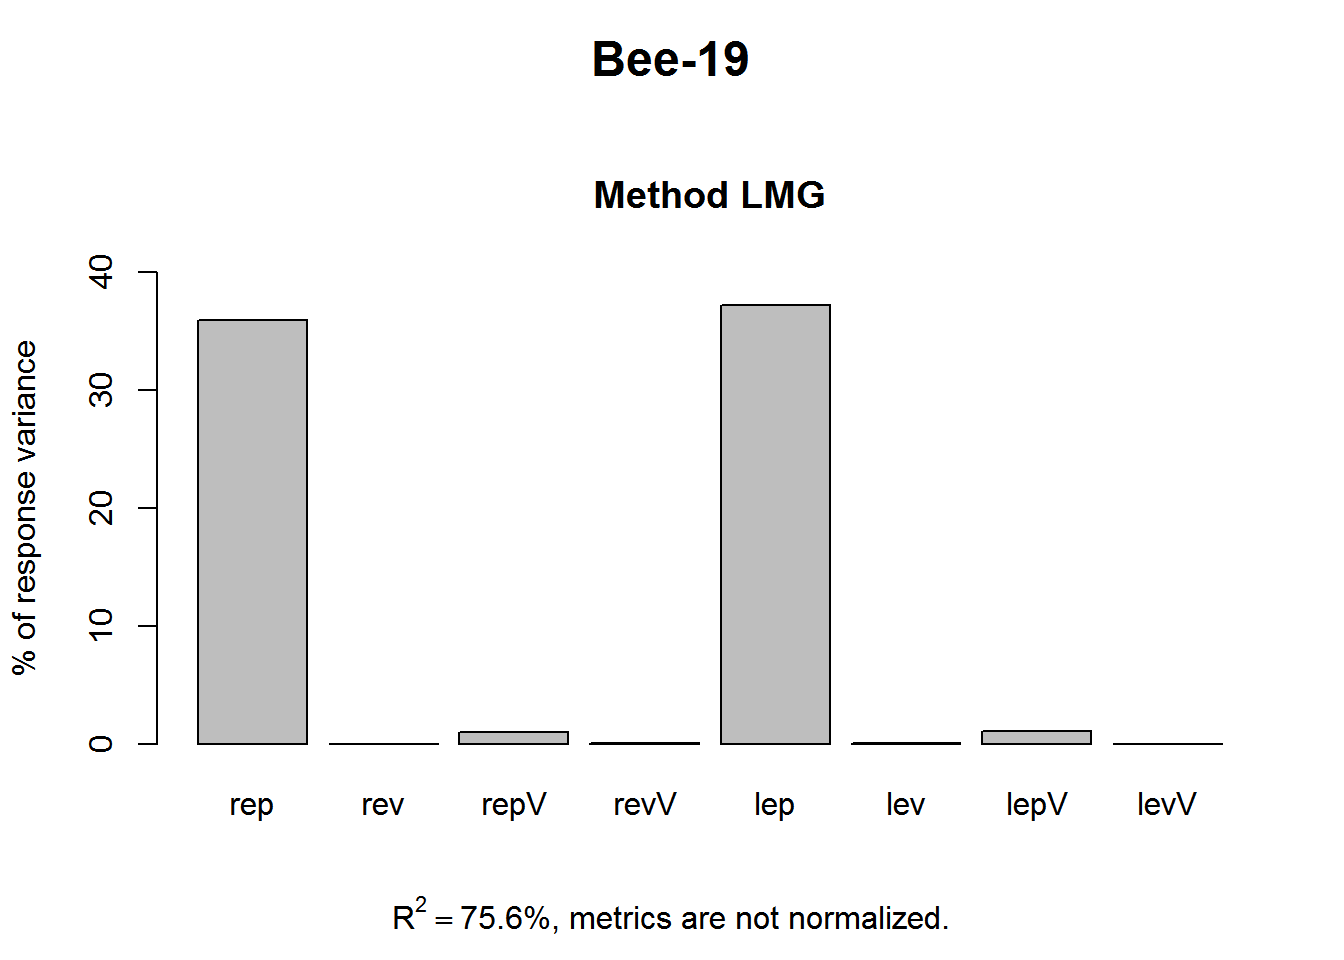 Bee-19
Method LMG
% of response variance
40
30
20
10
0
rep rev repV revV lep lev lepV levV
R² = 75.6%, metrics are not normalized.